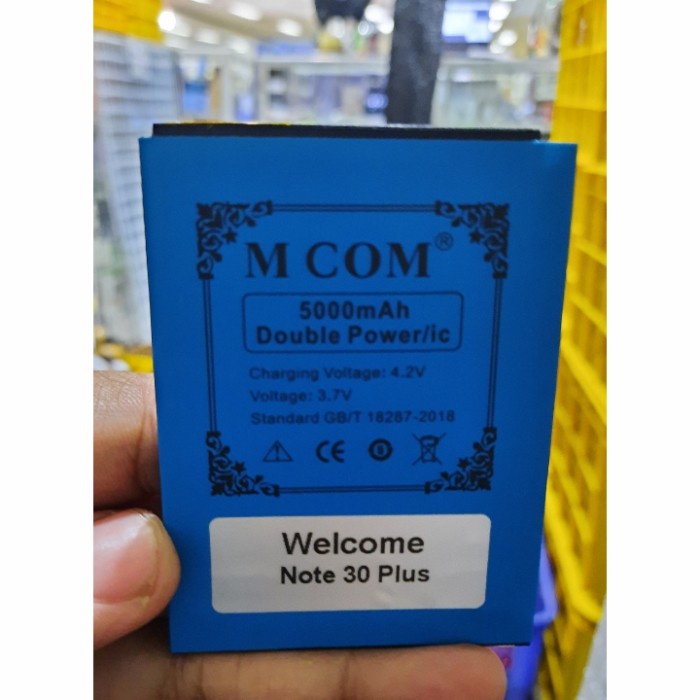 M COM®
5000mAh
Double Power/ic
Charging Voltage: 4.2V
Voltage: 3.7V
Standard GB/T 18287-2018
CE
Welcome
Note 30 Plus